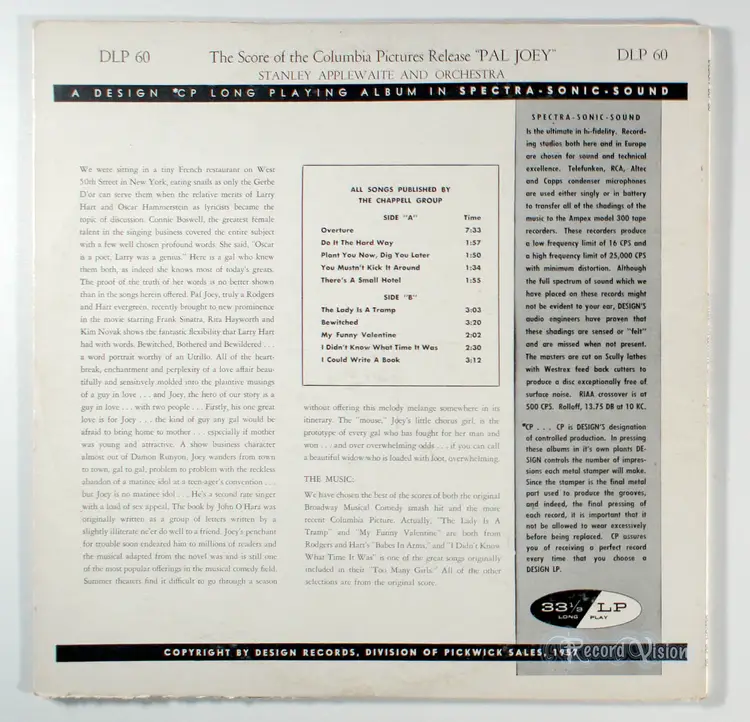 DLP 60
The Score of the Columbia Pictures Release "PAL JOEY"
DLP 60
STANLEY APPLEWAITE AND ORCHESTRA
A DESIGN *CP LONG PLAYING ALBUM IN SPECTRA-SONIC-SOUND
We were sitting in a tiny French restaurant on West
50th Street in New York, eating snails as only the Gerbe
D'or can serve them when the relative merits of Larry
Hart and Oscar Hammerstein as lyricists became the
topic of discussion. Connie Boswell, the greatest female
talent in the singing business covered the entire subject
with a few well chosen profound words. She said, "Oscar
is a poet, Larry was a genius." Here is a gal who knew
them both, as indeed she knows most of today's greats.
The proof of the truth of her words is no better shown
than in the songs herein offered. Pal Joey, truly a Rodgers
and Hart evergreen, recently brought to new prominence
in the movie starring Frank Sinatra, Rita Hayworth and
Kim Novak shows the fantastic flexibility that Larry Hart
had with words. Bewitched, Bothered and Bewildered . . .
a word portrait worthy of an Utrillo. All of the heart-
break, enchantment and perplexity of a love affair beau-
tifully and sensitively molded into the plaintive musings
of a guy in love . . . and Joey, the hero of our story is a
guy in love . . . with two people . . Firstly, his one great
love is for Joey . . . the kind of guy any gal would be
afraid to bring home to mother . . . especially if mother
was young and attractive. A show business character
almost out of Damon Runyon, Joey wanders from town
to town, gal to gal, problem to problem with the reckless
abandon of a matinee idol at a teen-ager's convention . . .
but Joey is no matinee idol . . He's a second rate singer
with a load of sex appeal. The book by John O'Hara was
originally written as a group of letters written by a
slightly illiterate ne'er do well to a friend. Joey's penchant
for trouble soon endeared him to millions of readers and
the musical adapted from the novel was and is still one
of the most popular offerings in the musical comedy field.
Summer theaters find it difficult to go through a season
ALL SONGS PUBLISHED BY
THE CHAPPELL GROUP
SIDE "A" Time
Overture 7:33
Do It The Hard Way 1:57
Plant You Now, Dig You Later 1:50
You Mustn't Kick It Around 1:34
There's A Small Hotel 1:55
SIDE "B"
The Lady Is A Tramp 3:03
Bewitched 3:20
My Funny Valentine 2:02
I Didn't Know What Time It Was 2:30
I Could Write A Book 3:12
without offering this melody melange somewhere in its
itinerary. The "mouse," Joey's little chorus girl, is the
prototype of every gal who has fought for her man and
won . . . and over overwhelming odds . . . if you can call
a beautiful widow who is loaded with loot, overwhelming.
THE MUSIC:
We have chosen the best of the scores of both the original
Broadway Musical Comedy smash hit and the more
recent Columbia Picture. Actually, "The Lady Is A
Tramp" and "My Funny Valentine" are both from
Rodgers and Hart's "Babes In Arms," and "I Didn't Know
What Time It Was" is one of the great songs originally
included in their "Too Many Girls." All of the other
selections are from the original score.
SPECTRA-SONIC-SOUND
Is the ultimate in hi-fidelity. Record-
ing studios both here and in Europe
are chosen for sound and technical
excellence. Telefunken, RCA, Altec
and Capps condenser microphones
are used either singly or in battery
to transfer all of the shadings of the
music to the Ampex model 300 tape
recorders. These recorders produce
a low frequency limit of 16 CPS and
a high frequency limit of 25,000 CPS
with minimum distortion. Although
the full spectrum of sound which we
have placed on these records might
not be evident to your ear, DESIGN'S
audio engineers have proven that
these shadings are sensed or "felt"
and are missed when not present.
The masters are cut on Scully lathes
with Westrex feed back cutters to
produce a disc exceptionally free of
surface noise. RIAA crossover is at
500 CPS. Rolloff, 13.75 DB at 10 KC.
*CP . . . CP is DESIGN'S designation
of controlled production. In pressing
these albums in it's own plants DE-
SIGN controls the number of impres-
sions each metal stamper will make.
Since the stamper is the final metal
part used to produce the grooves,
and indeed, the final pressing of
each record, it is important that it
not be allowed to wear excessively
before being replaced. CP assures
you of receiving a perfect record
every time that you choose a
DESIGN LP.
33 1/3 LP
LONG PLAY
COPYRIGHT BY DESIGN RECORDS, DIVISION OF PICKWICK SALES, 1957
RecordVision